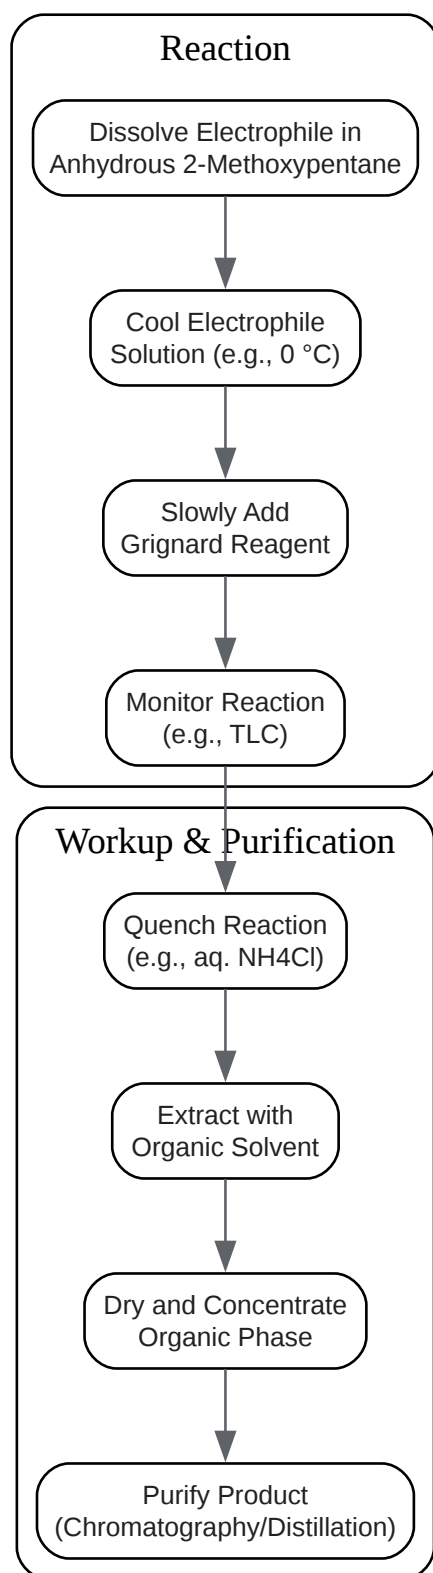 Reaction
Dissolve Electrophile in
Anhydrous 2-Methoxypentane
Cool Electrophile
Solution (e.g., 0 °C)
Slowly Add
Grignard Reagent
Monitor Reaction
(e.g., TLC)
Workup & Purification
Quench Reaction
(e.g., aq. NH4Cl)
Extract with
Organic Solvent
Dry and Concentrate
Organic Phase
Purify Product
(Chromatography/Distillation)